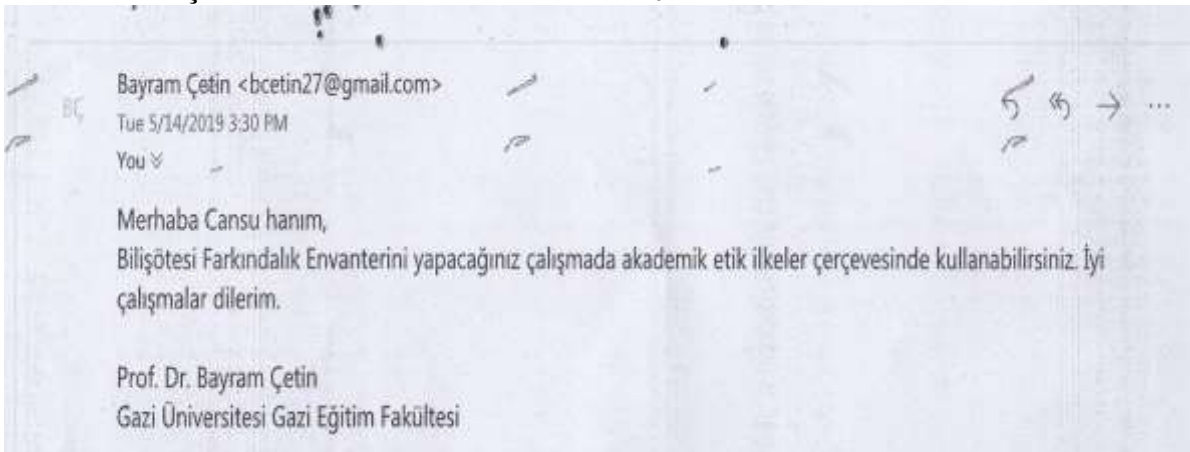 Bayram Çetin <bcetin27@gmail.com>
BÇ
Tue 5/14/2019 3:30 PM
You
Merhaba Cansu hanım,
Bilişötesi Farkındalık Envanterini yapacağınız çalışmada akademik etik ilkeler çerçevesinde kullanabilirsiniz. İyi
çalışmalar dilerim.
Prof. Dr. Bayram Çetin
Gazi Üniversitesi Gazi Eğitim Fakültesi